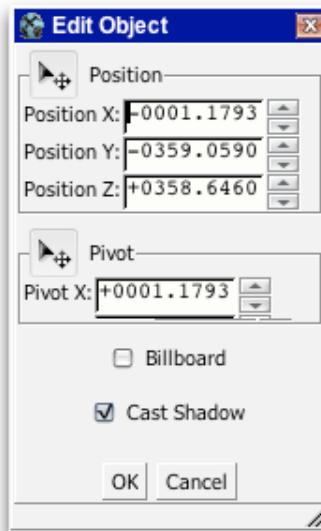 Edit Object
Position
Position X: -0001.1793
Position Y: -0359.0590
Position Z: +0358.6460
Pivot
Pivot X: +0001.1793
Billboard
Cast Shadow
OK Cancel